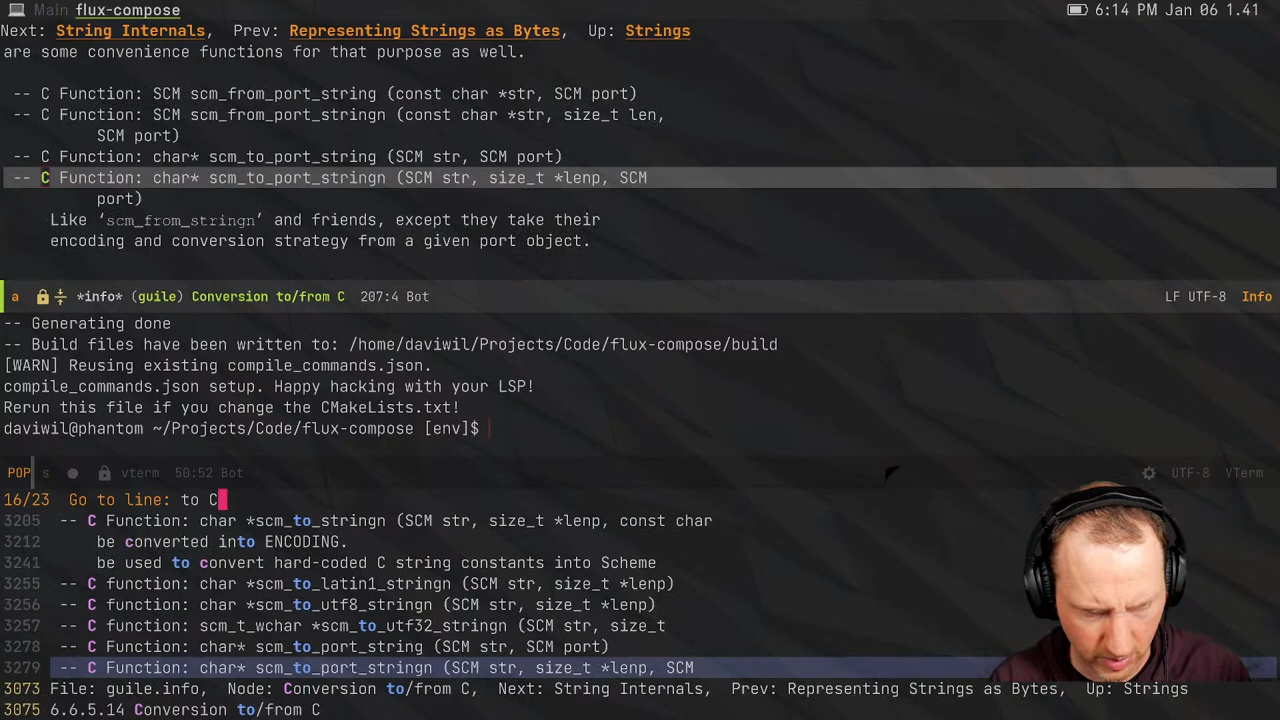 Main flux-compose 6:14 PM Jan 06 1.41
Next: String Internals, Prev: Representing Strings as Bytes, Up: Strings
are some convenience functions for that purpose as well.
-- C Function: SCM scm_from_port_string (const char *str, SCM port)
-- C Function: SCM scm_from_port_stringn (const char *str, size_t len,
SCM port)
-- C Function: char* scm_to_port_string (SCM str, SCM port)
-- C Function: char* scm_to_port_stringn (SCM str, size_t *lenp, SCM
port)
Like ‘scm_from_stringn’ and friends, except they take their
encoding and conversion strategy from a given port object.
a *info* (guile) Conversion to/from C 207:4 Bot LF UTF-8 Info
-- Generating done
-- Build files have been written to: /home/daviwil/Projects/Code/flux-compose/build
[WARN] Reusing existing compile_commands.json.
compile_commands.json setup. Happy hacking with your LSP!
Rerun this file if you change the CMakeLists.txt!
daviwil@phantom ~/Projects/Code/flux-compose [env]$
POP s vterm 50:52 Bot UTF-8 VTerm
16/23 Go to line: to C
3205 -- C Function: char *scm_to_stringn (SCM str, size_t *lenp, const char
3212 be converted into ENCODING.
3241 be used to convert hard-coded C string constants into Scheme
3255 -- C function: char *scm_to_latin1_stringn (SCM str, size_t *lenp)
3256 -- C function: char *scm_to_utf8_stringn (SCM str, size_t *lenp)
3257 -- C function: scm_t_wchar *scm_to_utf32_stringn (SCM str, size_t
3278 -- C Function: char* scm_to_port_string (SCM str, SCM port)
3279 -- C Function: char* scm_to_port_stringn (SCM str, size_t *lenp, SCM
3073 File: guile.info, Node: Conversion to/from C, Next: String Internals, Prev: Representing Strings as Bytes, Up: Strings
3075 6.6.5.14 Conversion to/from C